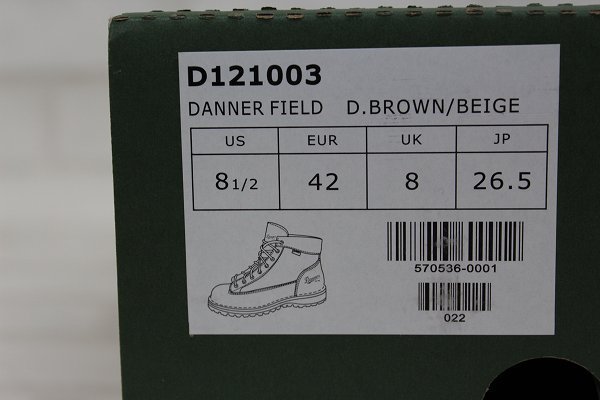 D121003
DANNER FIELD D.BROWN/BEIGE
US EUR UK JP
8 1/2 42 8 26.5
570536-0001
022